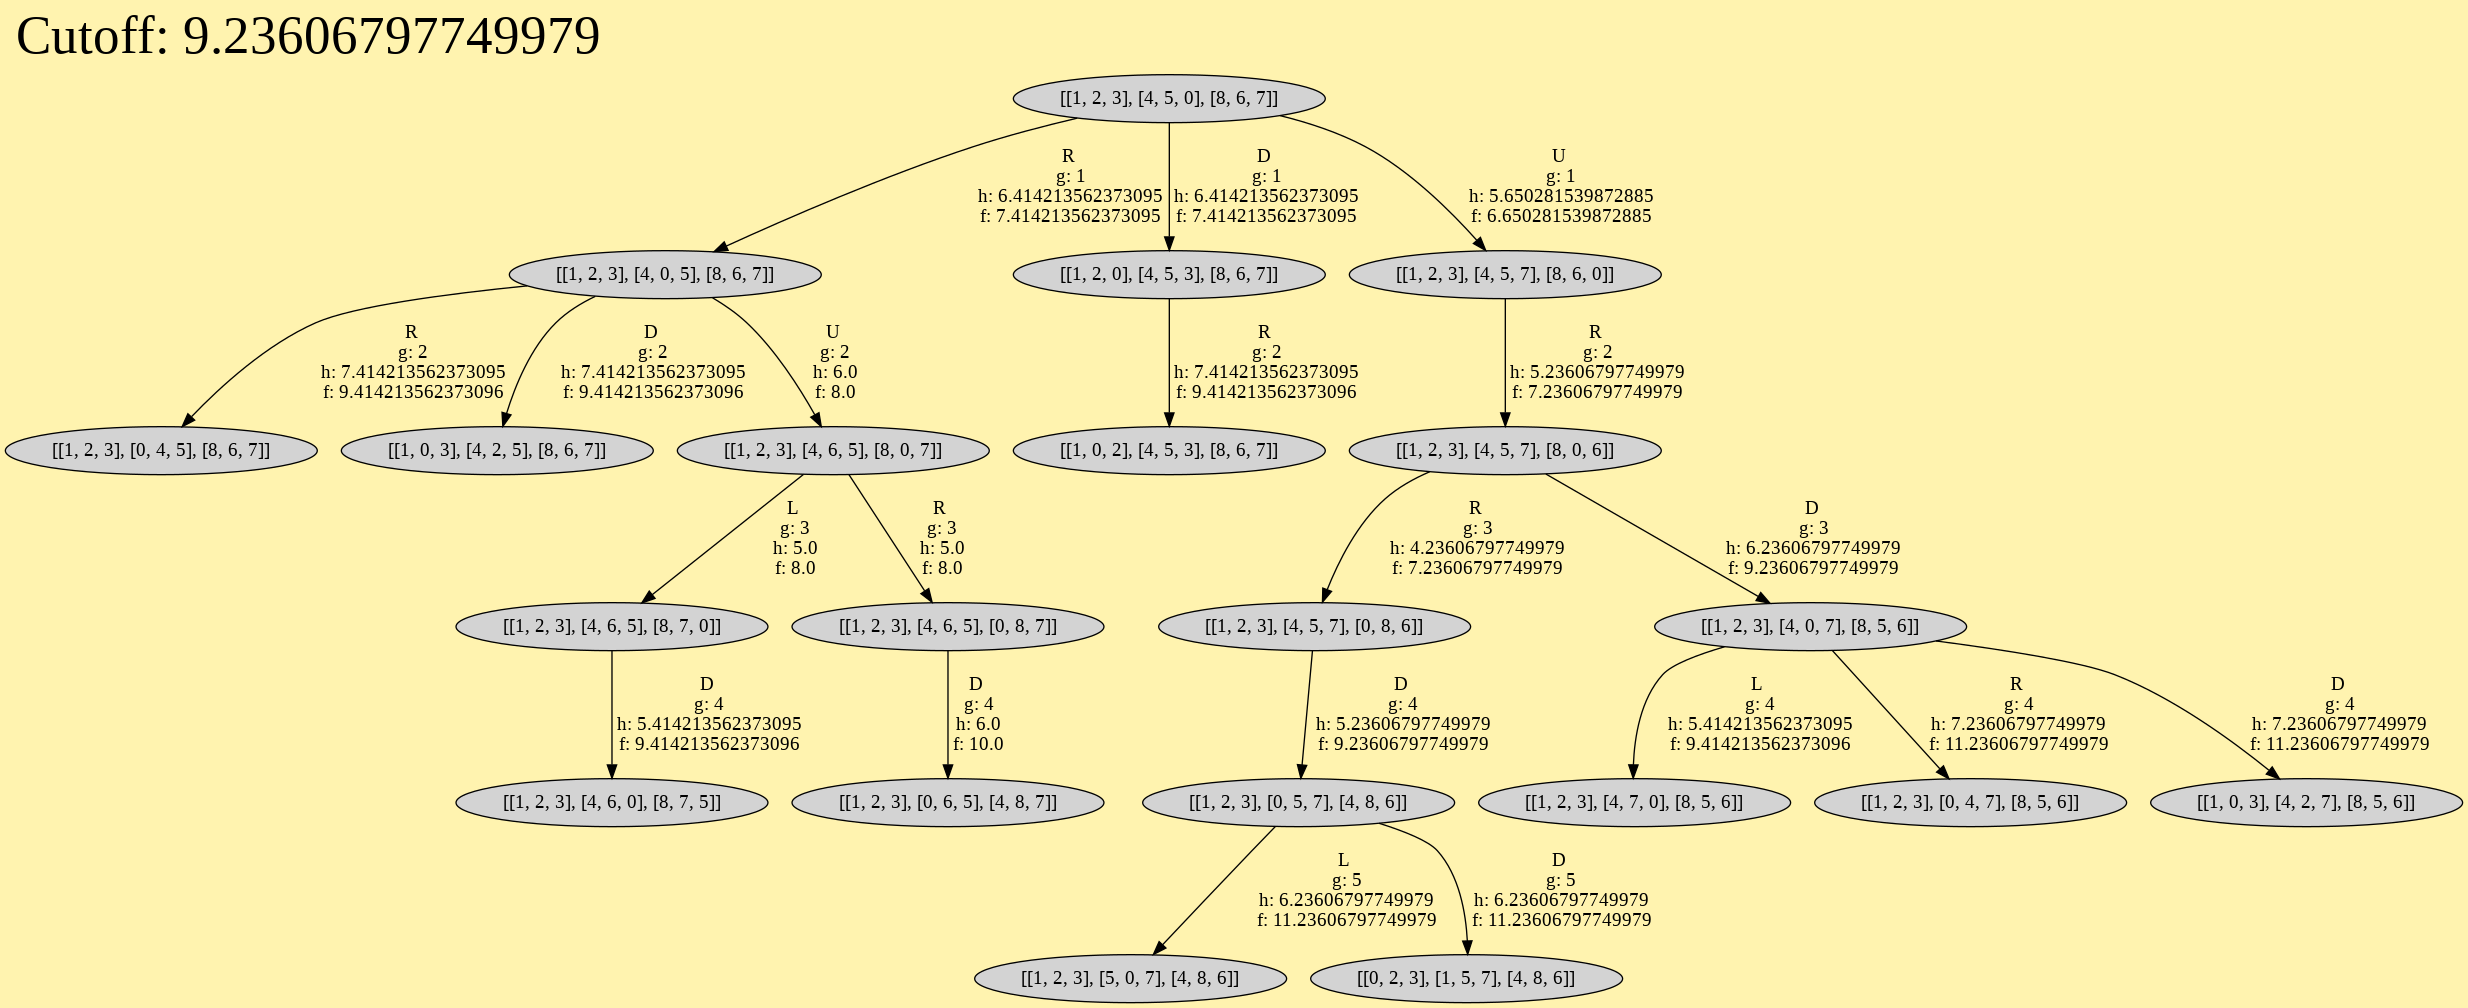 Cutoff: 9.23606797749979
[[1, 2, 3], [4, 5, 0], [8, 6, 7]]
R
g: 1
h: 6.414213562373095
f: 7.414213562373095
D
g: 1
h: 6.414213562373095
f: 7.414213562373095
U
g: 1
h: 5.650281539872885
f: 6.650281539872885
[[1, 2, 3], [4, 0, 5], [8, 6, 7]]
[[1, 2, 0], [4, 5, 3], [8, 6, 7]]
[[1, 2, 3], [4, 5, 7], [8, 6, 0]]
R
g: 2
h: 7.414213562373095
f: 9.414213562373096
D
g: 2
h: 7.414213562373095
f: 9.414213562373096
U
g: 2
h: 6.0
f: 8.0
R
g: 2
h: 7.414213562373095
f: 9.414213562373096
R
g: 2
h: 5.23606797749979
f: 7.23606797749979
[[1, 2, 3], [0, 4, 5], [8, 6, 7]]
[[1, 0, 3], [4, 2, 5], [8, 6, 7]]
[[1, 2, 3], [4, 6, 5], [8, 0, 7]]
[[1, 0, 2], [4, 5, 3], [8, 6, 7]]
[[1, 2, 3], [4, 5, 7], [8, 0, 6]]
L
g: 3
h: 5.0
f: 8.0
R
g: 3
h: 5.0
f: 8.0
R
g: 3
h: 4.23606797749979
f: 7.23606797749979
D
g: 3
h: 6.23606797749979
f: 9.23606797749979
[[1, 2, 3], [4, 6, 5], [8, 7, 0]]
[[1, 2, 3], [4, 6, 5], [0, 8, 7]]
[[1, 2, 3], [4, 5, 7], [0, 8, 6]]
[[1, 2, 3], [4, 0, 7], [8, 5, 6]]
D
g: 4
h: 5.414213562373095
f: 9.414213562373096
D
g: 4
h: 6.0
f: 10.0
D
g: 4
h: 5.23606797749979
f: 9.23606797749979
L
g: 4
h: 5.414213562373095
f: 9.414213562373096
R
g: 4
h: 7.23606797749979
f: 11.23606797749979
D
g: 4
h: 7.23606797749979
f: 11.23606797749979
[[1, 2, 3], [4, 6, 0], [8, 7, 5]]
[[1, 2, 3], [0, 6, 5], [4, 8, 7]]
[[1, 2, 3], [0, 5, 7], [4, 8, 6]]
[[1, 2, 3], [4, 7, 0], [8, 5, 6]]
[[1, 2, 3], [0, 4, 7], [8, 5, 6]]
[[1, 0, 3], [4, 2, 7], [8, 5, 6]]
L
g: 5
h: 6.23606797749979
f: 11.23606797749979
D
g: 5
h: 6.23606797749979
f: 11.23606797749979
[[1, 2, 3], [5, 0, 7], [4, 8, 6]]
[[0, 2, 3], [1, 5, 7], [4, 8, 6]]